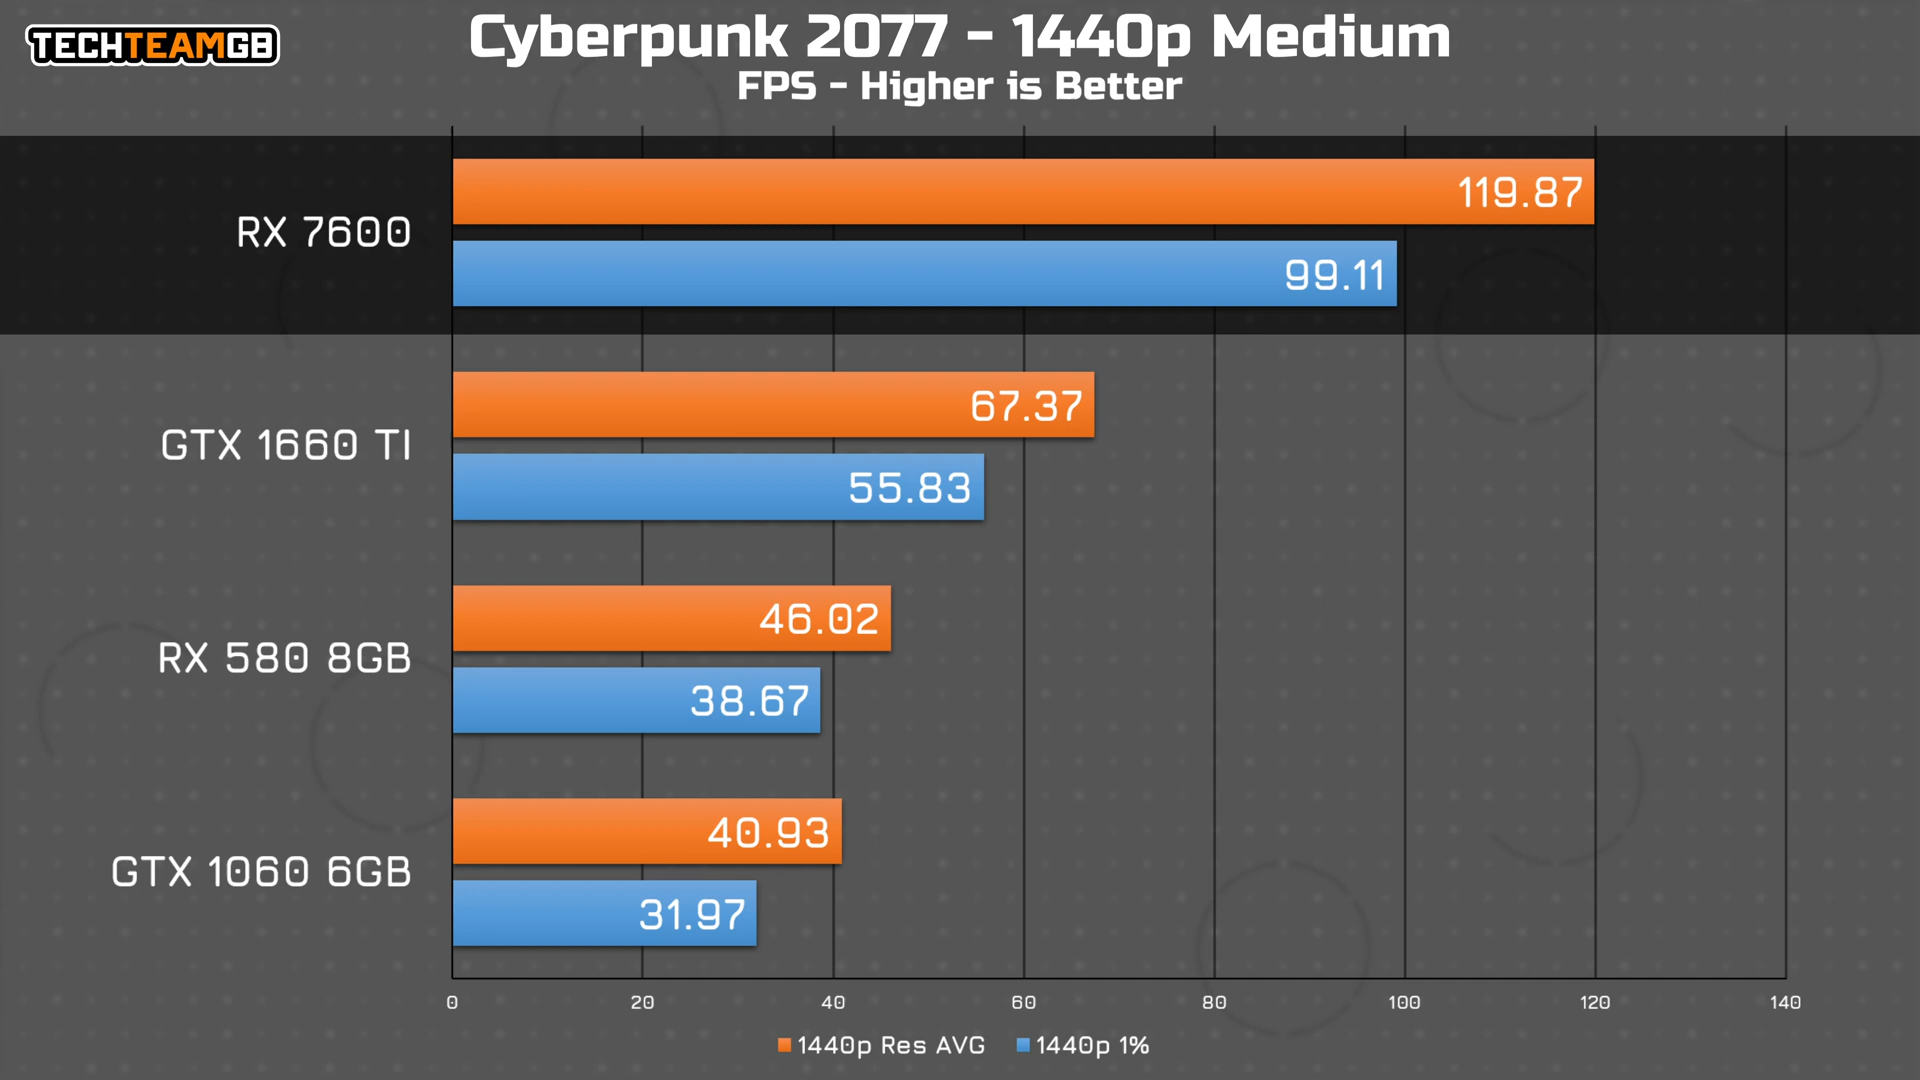 TECHTEAMGB
Cyberpunk 2077 - 1440p Medium
FPS - Higher is Better
RX 7600
119.87
99.11
GTX 1660 TI
67.37
55.83
RX 580 8GB
46.02
38.67
GTX 1060 6GB
40.93
31.97
0 20 40 60 80 100 120 140
1440p Res AVG 1440p 1%